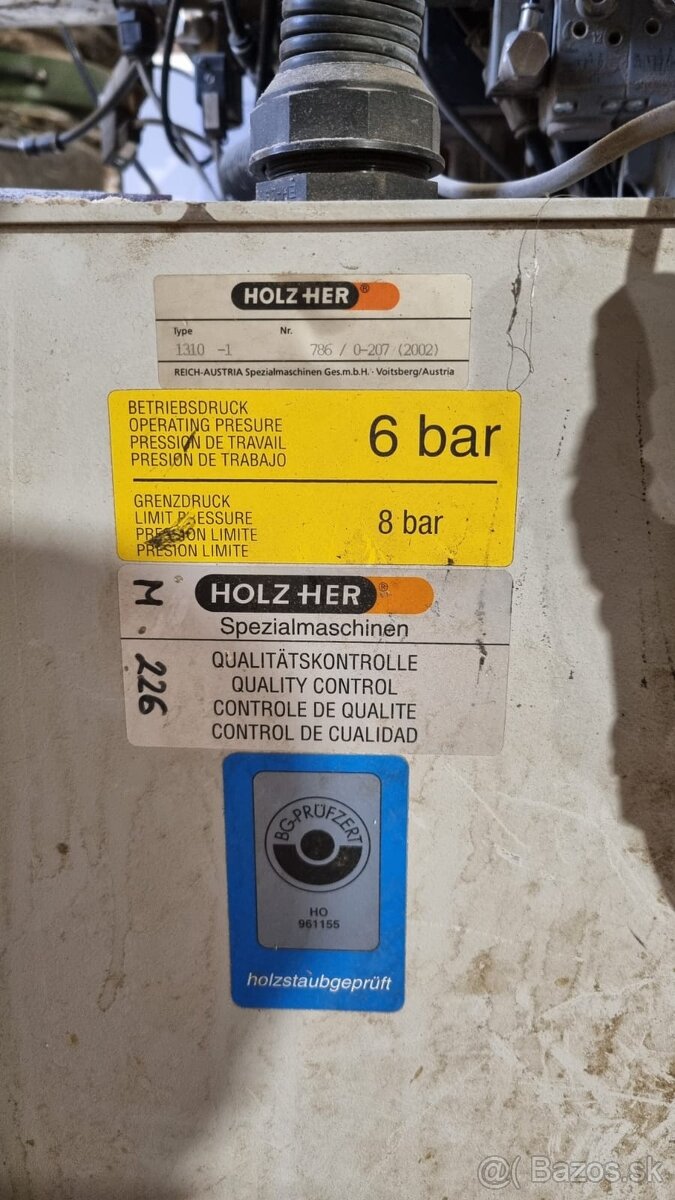 HOLZ-HER®
Type Nr.
1310 -1 786 / 0-207 (2002)
REICH-AUSTRIA Spezialmaschinen Ges.m.b.H. · Voitsberg/Austria
BETRIEBSDRUCK
OPERATING PRESURE
PRESSION DE TRAVAIL
PRESION DE TRABAJO
6 bar
GRENZDRUCK
LIMIT PRESSURE
PRESSION LIMITE
PRESION LIMITE
8 bar
HOLZ-HER®
Spezialmaschinen
M. 226
QUALITÄTSKONTROLLE
QUALITY CONTROL
CONTROLE DE QUALITE
CONTROL DE CUALIDAD
BG-PRÜFZERT
HO
961155
holzstaubgeprüft
@( Bazos.sk